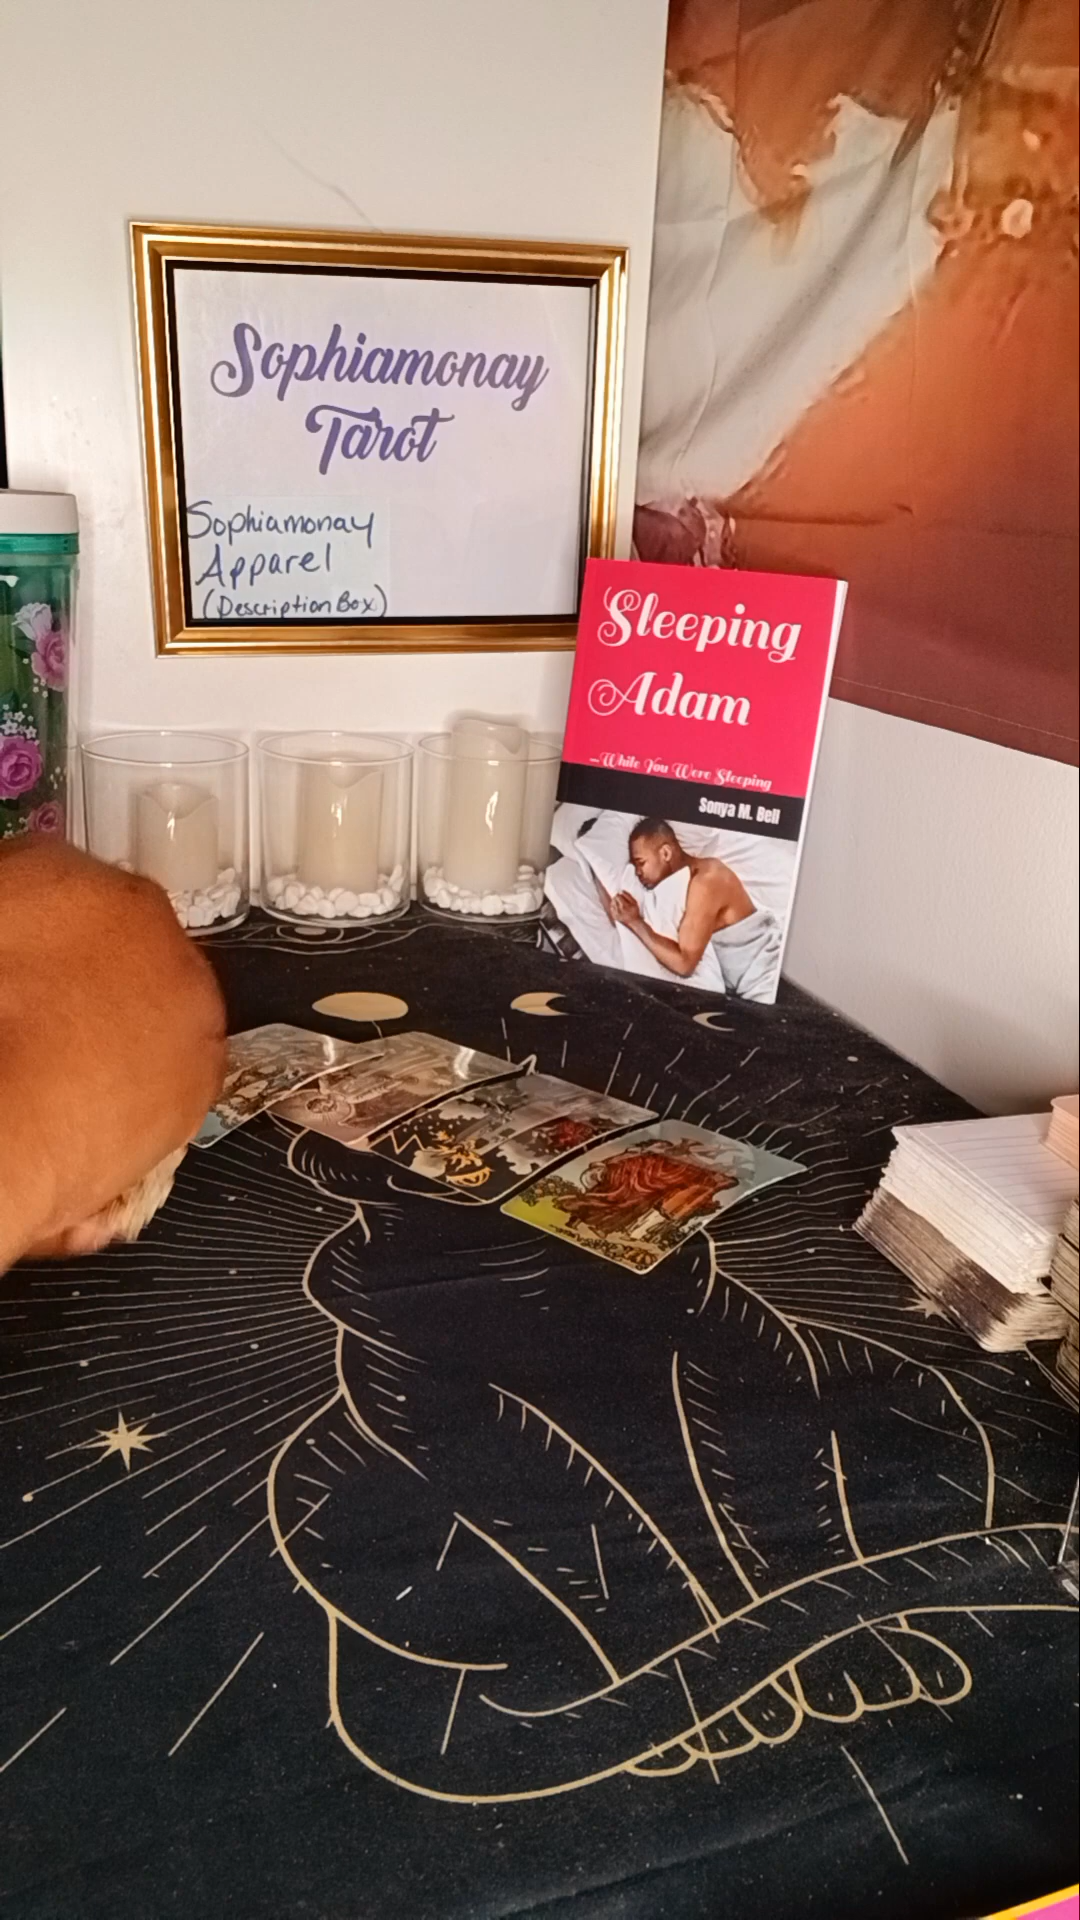 Sophiamonay
Tarot
Sophiamonay
Apparel
(Description Box)
Sleeping
Adam
...While You Were Sleeping
Sonya M. Bell